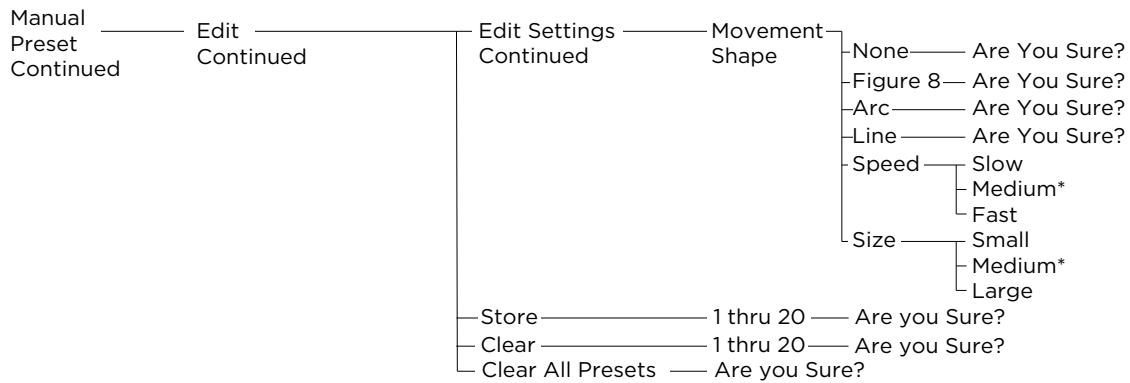 Manual
Preset
Continued
Edit
Continued
Edit Settings
Continued
Movement
Shape
None
Are You Sure?
Figure 8
Are You Sure?
Arc
Are You Sure?
Line
Are You Sure?
Speed
Slow
Medium*
Fast
Size
Small
Medium*
Large
Store
1 thru 20
Are you Sure?
Clear
1 thru 20
Are you Sure?
Clear All Presets
Are you Sure?